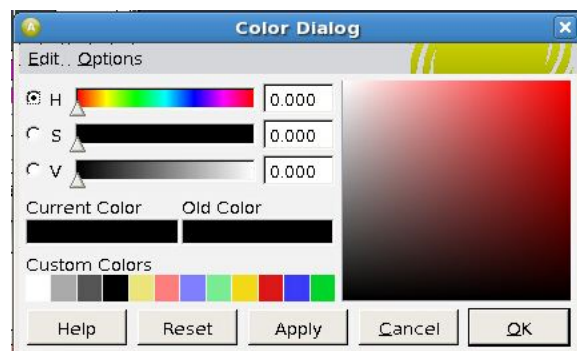 Color Dialog
Edit Options
H 0.000
S 0.000
V 0.000
Current Color Old Color
Custom Colors
Help Reset Apply Cancel OK